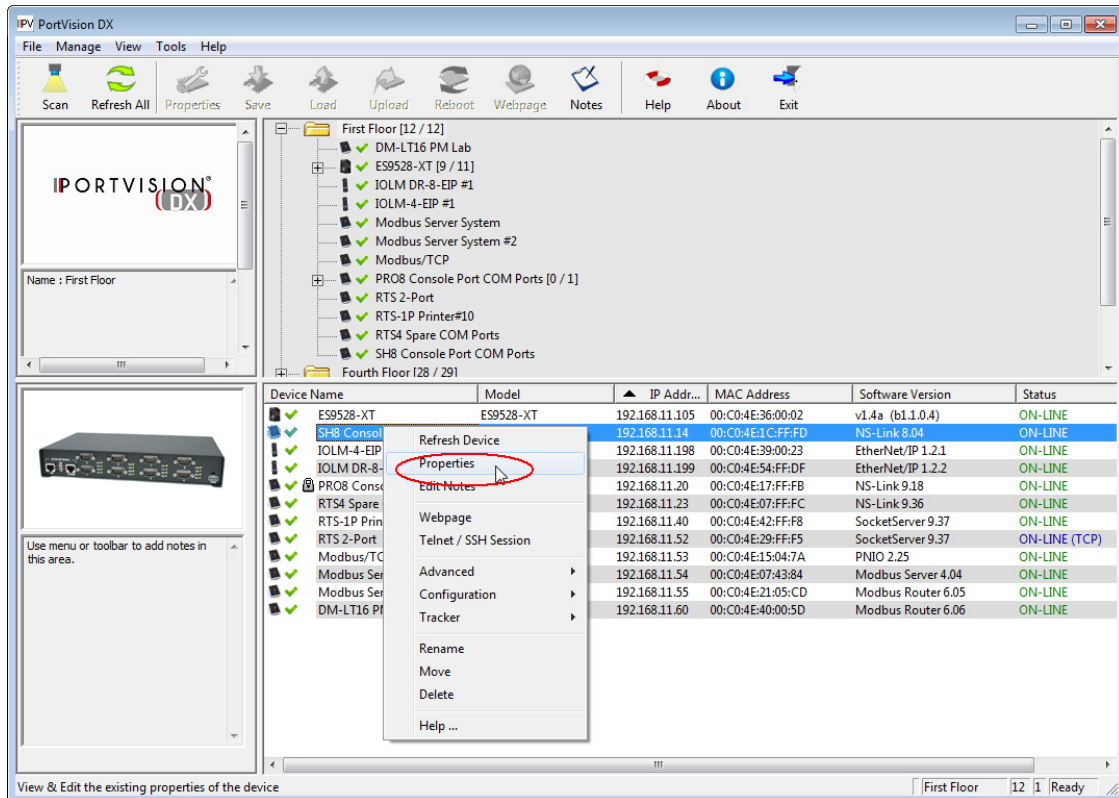 PortVision DX
File Manage View Tools Help
Scan Refresh All Properties Save Load Upload Reboot Webpage Notes Help About Exit
PORTVISION®
DX
Name : First Floor
First Floor [12 / 12]
DM-LT16 PM Lab
ES9528-XT [9 / 11]
IOLM DR-8-EIP #1
IOLM-4-EIP #1
Modbus Server System
Modbus Server System #2
Modbus/TCP
PRO8 Console Port COM Ports [0 / 1]
RTS 2-Port
RTS-1P Printer#10
RTS4 Spare COM Ports
SH8 Console Port COM Ports
Fourth Floor [28 / 29]
Use menu or toolbar to add notes in
this area.
Device Name Model IP Addr... MAC Address Software Version Status
ES9528-XT ES9528-XT 192.168.11.105 00:C0:4E:36:00:02 v1.4a (b1.1.0.4) ON-LINE
SH8 Consol 192.168.11.14 00:C0:4E:1C:FF:FD NS-Link 8.04 ON-LINE
IOLM-4-EIP 192.168.11.198 00:C0:4E:39:00:23 EtherNet/IP 1.2.1 ON-LINE
IOLM DR-8- 192.168.11.199 00:C0:4E:54:FF:DF EtherNet/IP 1.2.2 ON-LINE
PRO8 Conso 192.168.11.20 00:C0:4E:17:FF:FB NS-Link 9.18 ON-LINE
RTS4 Spare 192.168.11.23 00:C0:4E:07:FF:FC NS-Link 9.36 ON-LINE
RTS-1P Prin 192.168.11.40 00:C0:4E:42:FF:F8 SocketServer 9.37 ON-LINE
RTS 2-Port 192.168.11.52 00:C0:4E:29:FF:F5 SocketServer 9.37 ON-LINE (TCP)
Modbus/TC 192.168.11.53 00:C0:4E:15:04:7A PNIO 2.25 ON-LINE
Modbus Ser 192.168.11.54 00:C0:4E:07:43:84 Modbus Server 4.04 ON-LINE
Modbus Ser 192.168.11.55 00:C0:4E:21:05:CD Modbus Router 6.05 ON-LINE
DM-LT16 PM 192.168.11.60 00:C0:4E:40:00:5D Modbus Router 6.06 ON-LINE
Refresh Device
Properties
Edit Notes
Webpage
Telnet / SSH Session
Advanced
Configuration
Tracker
Rename
Move
Delete
Help ...
View & Edit the existing properties of the device First Floor 12 1 Ready